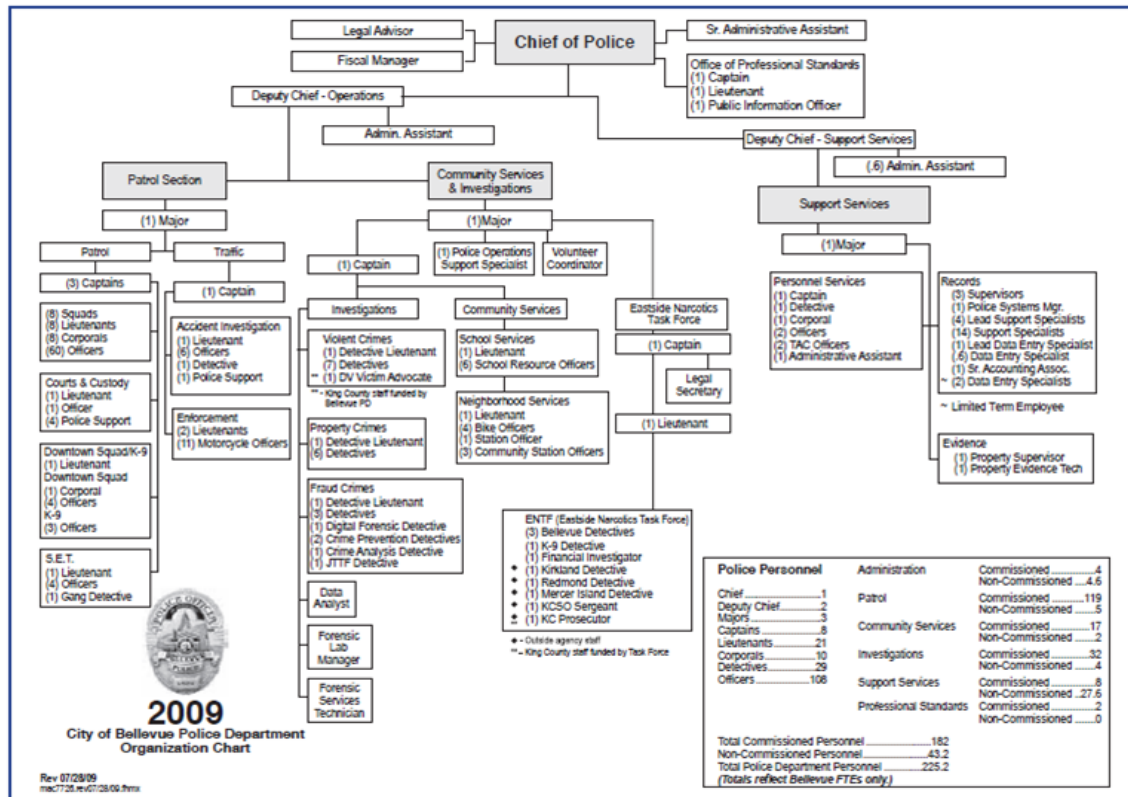 Legal Advisor
Fiscal Manager
Chief of Police
Sr. Administrative Assistant
Office of Professional Standards
(1) Captain
(1) Lieutenant
(1) Public Information Officer
Deputy Chief - Operations
Admin. Assistant
Deputy Chief - Support Services
(.6) Admin. Assistant
Patrol Section
(1) Major
Patrol
(3) Captains
(8) Squads
(8) Lieutenants
(8) Corporals
(60) Officers
Courts & Custody
(1) Lieutenant
(1) Officer
(4) Police Support
Downtown Squad/K-9
(1) Lieutenant
Downtown Squad
(1) Corporal
(4) Officers
K-9
(3) Officers
S.E.T.
(1) Lieutenant
(4) Officers
(1) Gang Detective
Traffic
(1) Captain
Accident Investigation
(1) Lieutenant
(6) Officers
(1) Detective
(1) Police Support
Enforcement
(2) Lieutenants
(11) Motorcycle Officers
Community Services
& Investigations
(1)Major
(1) Police Operations
Support Specialist
Volunteer
Coordinator
(1) Captain
Investigations
Violent Crimes
(1) Detective Lieutenant
(7) Detectives
** (1) DV Victim Advocate
** - King County staff funded by
Bellevue PD
Property Crimes
(1) Detective Lieutenant
(6) Detectives
Fraud Crimes
(1) Detective Lieutenant
(3) Detectives
(1) Digital Forensic Detective
(2) Crime Prevention Detectives
(1) Crime Analysis Detective
(1) JTTF Detective
Data
Analyst
Forensic
Lab
Manager
Forensic
Services
Technician
Community Services
School Services
(1) Lieutenant
(6) School Resource Officers
Neighborhood Services
(1) Lieutenant
(4) Bike Officers
(1) Station Officer
(3) Community Station Officers
Eastside Narcotics
Task Force
(1) Captain
Legal
Secretary
(1) Lieutenant
ENTF (Eastside Narcotics Task Force)
(3) Bellevue Detectives
(1) K-9 Detective
(1) Financial Investigator
(1) Kirkland Detective
(1) Redmond Detective
(1) Mercer Island Detective
(1) KCSO Sergeant
(1) KC Prosecutor
- Outside agency staff
** - King County staff funded by Task Force
Support Services
(1)Major
Personnel Services
(1) Captain
(1) Detective
(1) Corporal
(2) Officers
(2) TAC Officers
(1) Administrative Assistant
Records
(3) Supervisors
(1) Police Systems Mgr.
(4) Lead Support Specialists
(14) Support Specialists
(1) Lead Data Entry Specialist
(.6) Data Entry Specialist
(1) Sr. Accounting Assoc.
~ (2) Data Entry Specialists
~ Limited Term Employee
Evidence
(1) Property Supervisor
(1) Property Evidence Tech
Police Personnel
Chief 1
Deputy Chief 2
Majors 3
Captains 8
Lieutenants 21
Corporals 10
Detectives 29
Officers 108
Administration Commissioned 4
Non-Commissioned 4.6
Patrol Commissioned 119
Non-Commissioned 5
Community Services Commissioned 17
Non-Commissioned 2
Investigations Commissioned 32
Non-Commissioned 4
Support Services Commissioned 8
Non-Commissioned 27.6
Professional Standards Commissioned 2
Non-Commissioned 0
Total Commissioned Personnel 182
Non-Commissioned Personnel 43.2
Total Police Department Personnel 225.2
(Totals reflect Bellevue FTEs only.)
2009
City of Bellevue Police Department
Organization Chart
Rev 07/28/09